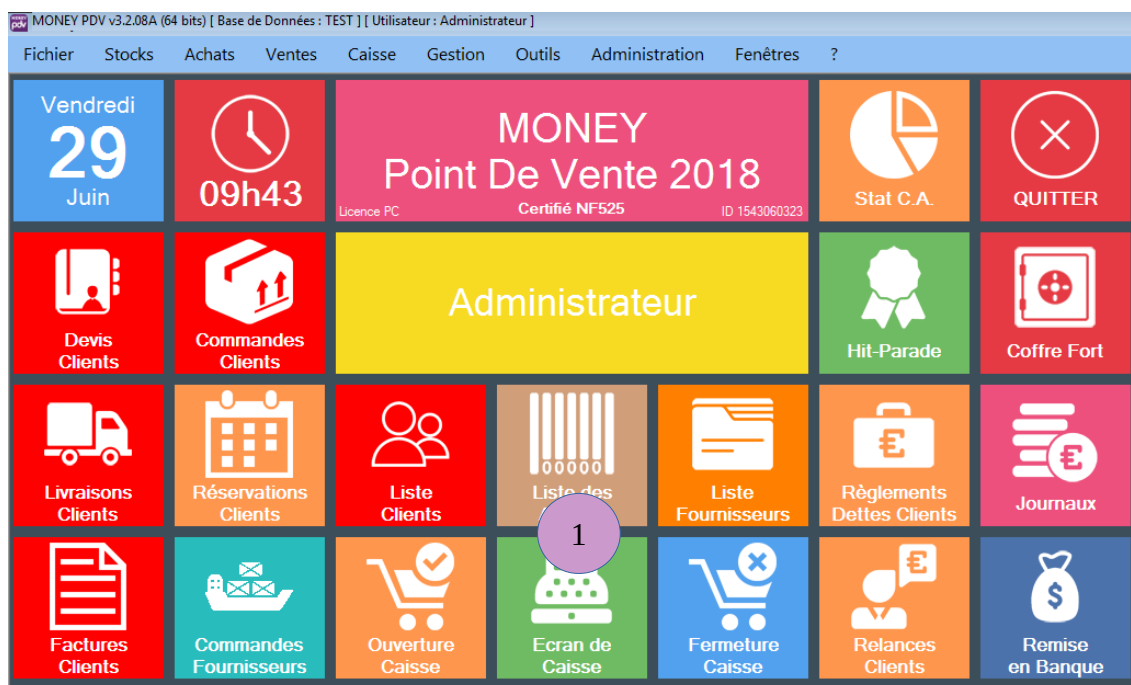 MONEY PDV v3.2.08A (64 bits) [ Base de Données : TEST ] [ Utilisateur : Administrateur ]
Fichier Stocks Achats Ventes Caisse Gestion Outils Administration Fenêtres ?
Vendredi
29
Juin
09h43
MONEY
Point De Vente 2018
Licence PC Certifié NF525 ID 1543060323
Stat C.A.
QUITTER
Devis
Clients
Commandes
Clients
Administrateur
Hit-Parade
Coffre Fort
Livraisons
Clients
Réservations
Clients
Liste
Clients
00000
Liste des
1
Liste
Fournisseurs
Règlements
Dettes Clients
Journaux
Factures
Clients
Commandes
Fournisseurs
Ouverture
Caisse
Ecran de
Caisse
Fermeture
Caisse
Relances
Clients
Remise
en Banque